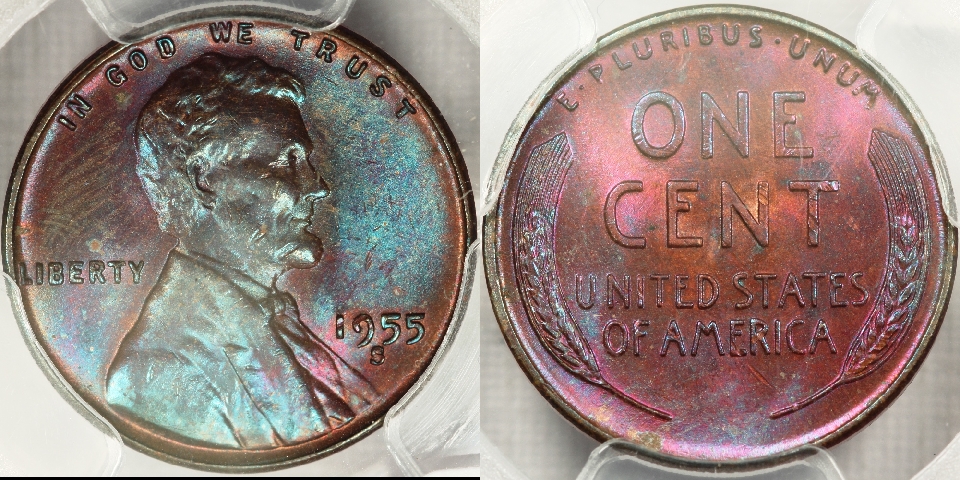 IN GOD WE TRUST
LIBERTY
1955
S
E·PLURIBUS·UNUM
ONE
CENT
UNITED STATES
OF AMERICA